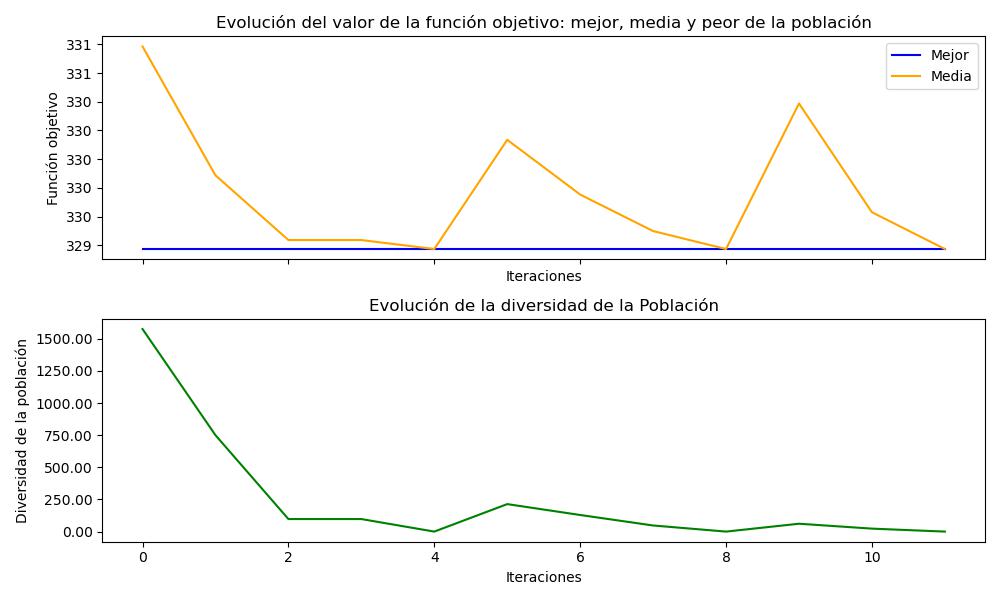 Evolución del valor de la función objetivo: mejor, media y peor de la población
331
331
330
330
330
330
330
329
Función objetivo
Mejor
Media
Iteraciones
Evolución de la diversidad de la Población
1500.00
1250.00
1000.00
750.00
500.00
250.00
0.00
Diversidad de la población
0 2 4 6 8 10
Iteraciones